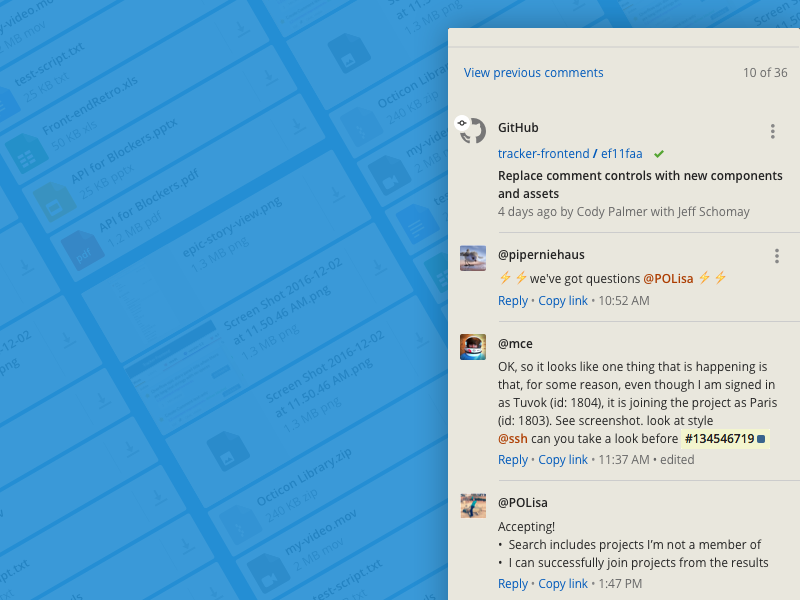 my-video.mov
2 MB mov
test-script.txt
25 KB txt
Front-endRetro.xls
50 KB xls
API for Blockers.pptx
25 KB pptx
API for Blockers.pdf
1.2 MB pdf
pdf
epic-story-view.png
1.3 MB png
Screen Shot 2016-12-02
at 11.50.46 AM.png
1.3 MB png
Screen Shot 2016-12-02
at 11.50.46 AM.png
1.3 MB png
Octicon Library.zip
240 KB zip
my-video.mov
2 MB mov
test-script.txt
View previous comments
10 of 36
GitHub
tracker-frontend / ef11faa
Replace comment controls with new components
and assets
4 days ago by Cody Palmer with Jeff Schomay
@piperniehaus
⚡⚡we've got questions @POLisa ⚡⚡
Reply • Copy link • 10:52 AM
@mce
OK, so it looks like one thing that is happening is
that, for some reason, even though I am signed in
as Tuvok (id: 1804), it is joining the project as Paris
(id: 1803). See screenshot. look at style
@ssh can you take a look before #134546719
Reply • Copy link • 11:37 AM • edited
@POLisa
Accepting!
• Search includes projects I'm not a member of
• I can successfully join projects from the results
Reply • Copy link • 1:47 PM